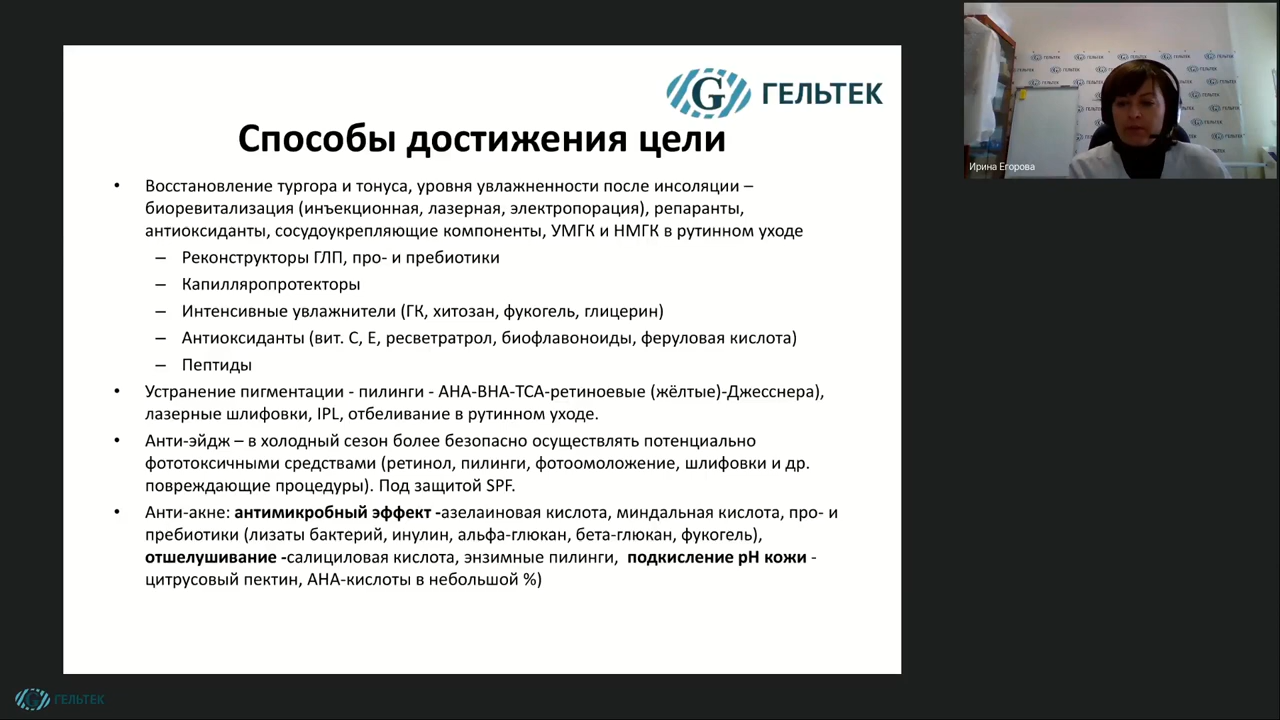 G ГЕЛЬТЕК
Способы достижения цели
• Восстановление тургора и тонуса, уровня увлажненности после инсоляции –
биоревитализация (инъекционная, лазерная, электропорация), репаранты,
антиоксиданты, сосудоукрепляющие компоненты, УМГК и НМГК в рутинном уходе
– Реконструкторы ГЛП, про- и пребиотики
– Капилляропротекторы
– Интенсивные увлажнители (ГК, хитозан, фукогель, глицерин)
– Антиоксиданты (вит. С, Е, ресветратрол, биофлавоноиды, феруловая кислота)
– Пептиды
• Устранение пигментации - пилинги - АНА-ВНА-ТСА-ретиноевые (жёлтые)-Джесснера),
лазерные шлифовки, IPL, отбеливание в рутинном уходе.
• Анти-эйдж – в холодный сезон более безопасно осуществлять потенциально
фототоксичными средствами (ретинол, пилинги, фотоомоложение, шлифовки и др.
повреждающие процедуры). Под защитой SPF.
• Анти-акне: антимикробный эффект -азелаиновая кислота, миндальная кислота, про- и
пребиотики (лизаты бактерий, инулин, альфа-глюкан, бета-глюкан, фукогель),
отшелушивание -салициловая кислота, энзимные пилинги, подкисление рН кожи -
цитрусовый пектин, АНА-кислоты в небольшой %)
Ирина Егорова
G ГЕЛЬТЕК